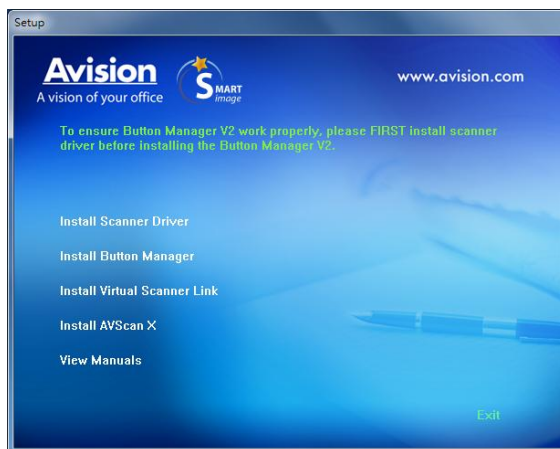 Setup
Avision
A vision of your office
SMART
image
www.avision.com
To ensure Button Manager V2 work properly, please FIRST install scanner
driver before installing the Button Manager V2.
Install Scanner Driver
Install Button Manager
Install Virtual Scanner Link
Install AVScan X
View Manuals
Exit